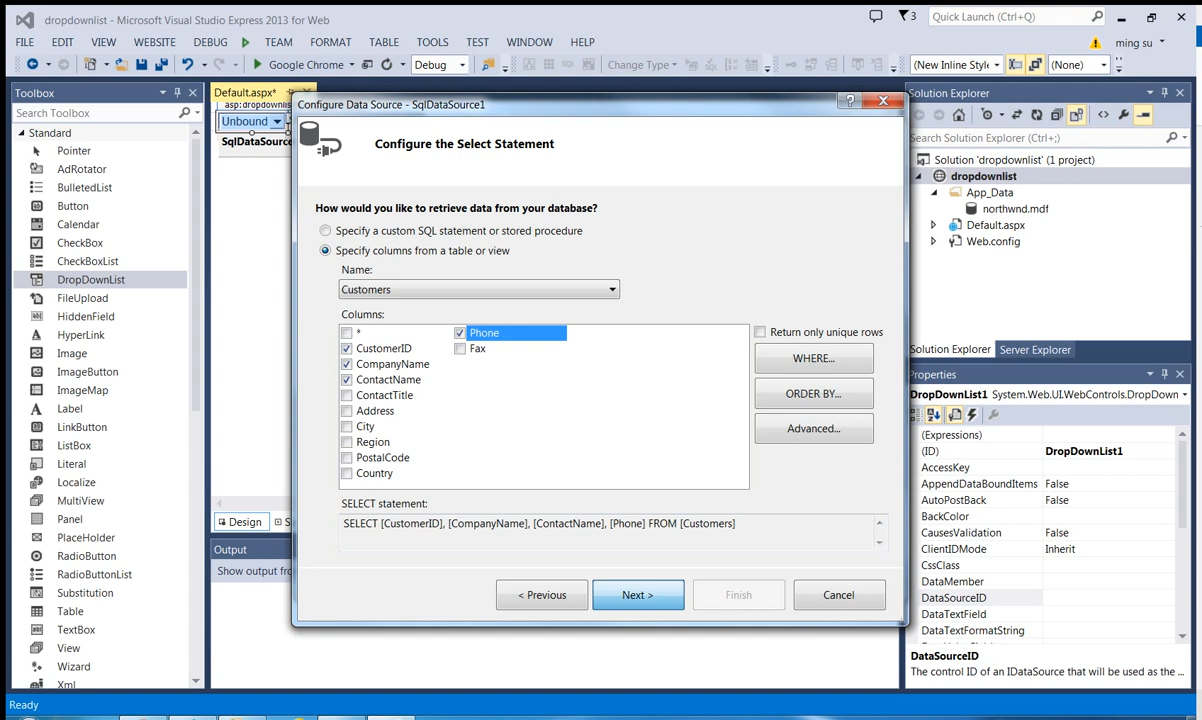 dropdownlist - Microsoft Visual Studio Express 2013 for Web
3
Quick Launch (Ctrl+Q)
FILE EDIT VIEW WEBSITE DEBUG TEAM FORMAT TABLE TOOLS TEST WINDOW HELP
ming su
Google Chrome Debug Change Type (New Inline Style (None)
Toolbox
Search Toolbox
Standard
Pointer
AdRotator
BulletedList
Button
Calendar
CheckBox
CheckBoxList
DropDownList
FileUpload
HiddenField
HyperLink
Image
ImageButton
ImageMap
Label
LinkButton
ListBox
Literal
Localize
MultiView
Panel
PlaceHolder
RadioButton
RadioButtonList
Substitution
Table
TextBox
View
Wizard
Xml
Default.aspx*
asp:dropdownlis
Unbound
SqlDataSource
Design S
Output
Show output fro
Configure Data Source - SqlDataSource1
Configure the Select Statement
How would you like to retrieve data from your database?
Specify a custom SQL statement or stored procedure
Specify columns from a table or view
Name:
Customers
Columns:
*
CustomerID
CompanyName
ContactName
ContactTitle
Address
City
Region
PostalCode
Country
Phone
Fax
Return only unique rows
WHERE...
ORDER BY...
Advanced...
SELECT statement:
SELECT [CustomerID], [CompanyName], [ContactName], [Phone] FROM [Customers]
< Previous
Next >
Finish
Cancel
Solution Explorer
Search Solution Explorer (Ctrl+;)
Solution 'dropdownlist' (1 project)
dropdownlist
App_Data
northwnd.mdf
Default.aspx
Web.config
Solution Explorer Server Explorer
Properties
DropDownList1 System.Web.UI.WebControls.DropDown
(Expressions)
(ID) DropDownList1
AccessKey
AppendDataBoundItems False
AutoPostBack False
BackColor
CausesValidation False
ClientIDMode Inherit
CssClass
DataMember
DataSourceID
DataTextField
DataTextFormatString
DataSourceID
The control ID of an IDataSource that will be used as the ...
Ready